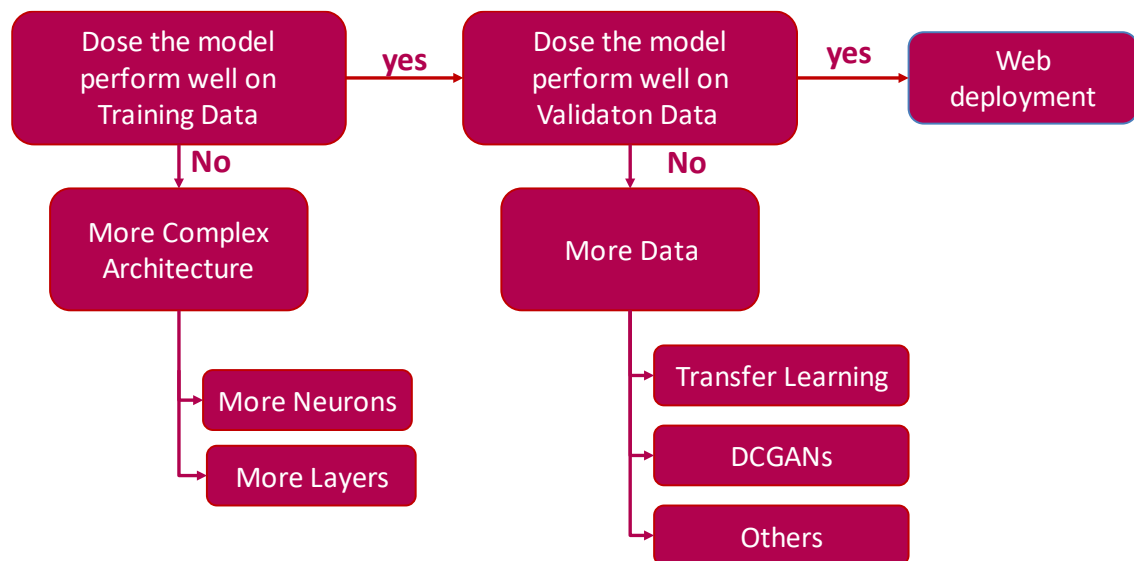 Dose the model
perform well on
Training Data
yes
Dose the model
perform well on
Validaton Data
yes
Web
deployment
No
No
More Complex
Architecture
More Data
Transfer Learning
More Neurons
DCGANs
More Layers
Others